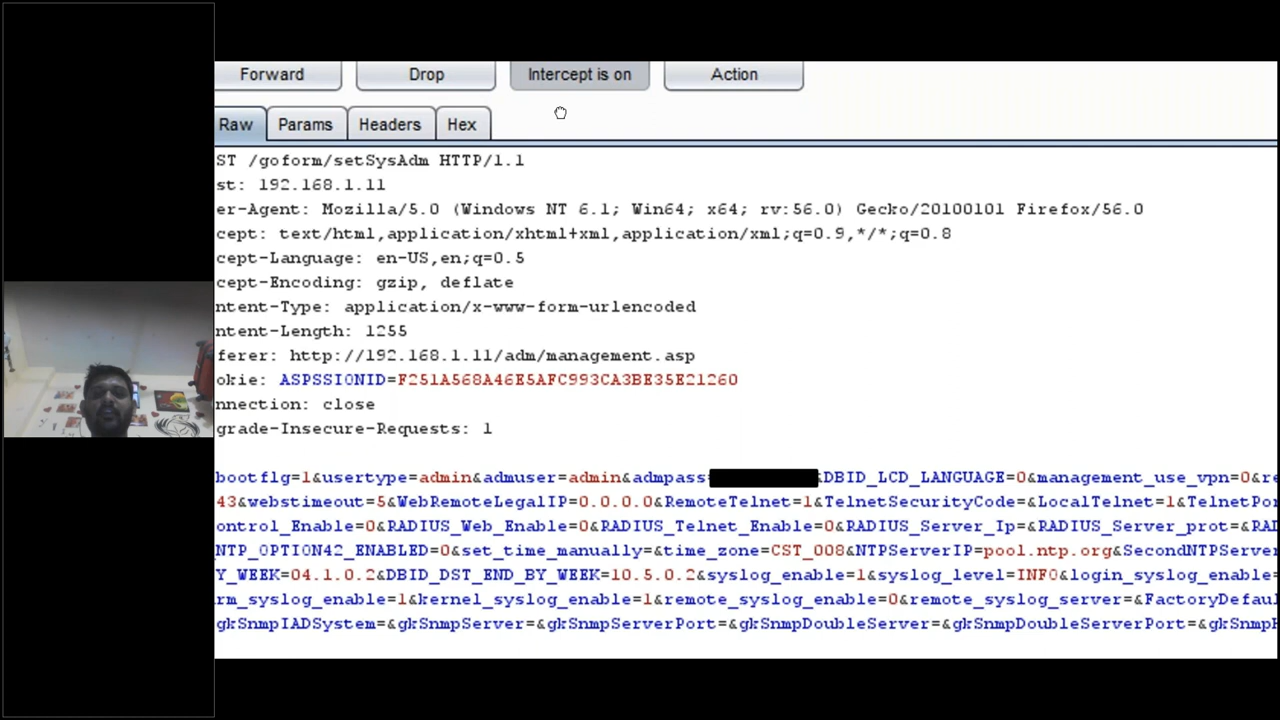 Forward Drop Intercept is on Action
Raw Params Headers Hex
ST /goform/setSysAdm HTTP/1.1
st: 192.168.1.11
er-Agent: Mozilla/5.0 (Windows NT 6.1; Win64; x64; rv:56.0) Gecko/20100101 Firefox/56.0
cept: text/html,application/xhtml+xml,application/xml;q=0.9,*/*;q=0.8
cept-Language: en-US,en;q=0.5
cept-Encoding: gzip, deflate
ntent-Type: application/x-www-form-urlencoded
ntent-Length: 1255
ferer: http://192.168.1.11/adm/management.asp
okie: ASPSSIONID=F251A568A46E5AFC993CA3BE35E21260
nnection: close
grade-Insecure-Requests: 1
bootflg=1&usertype=admin&admuser=admin&admpass= &DBID_LCD_LANGUAGE=0&management_use_vpn=0&re
43&webstimeout=5&WebRemoteLegalIP=0.0.0.0&RemoteTelnet=1&TelnetSecurityCode=&LocalTelnet=1&TelnetPor
ontrol_Enable=0&RADIUS_Web_Enable=0&RADIUS_Telnet_Enable=0&RADIUS_Server_Ip=&RADIUS_Server_prot=&RAD
NTP_OPTION42_ENABLED=0&set_time_manually=&time_zone=CST_008&NTPServerIP=pool.ntp.org&SecondNTPServer
Y_WEEK=04.1.0.2&DBID_DST_END_BY_WEEK=10.5.0.2&syslog_enable=1&syslog_level=INFO&login_syslog_enable=
rm_syslog_enable=1&kernel_syslog_enable=1&remote_syslog_enable=0&remote_syslog_server=&FactoryDefau
gkSnmpIADSystem=&gkSnmpServer=&gkSnmpServerPort=&gkSnmpDoubleServer=&gkSnmpDoubleServerPort=&gkSnmp